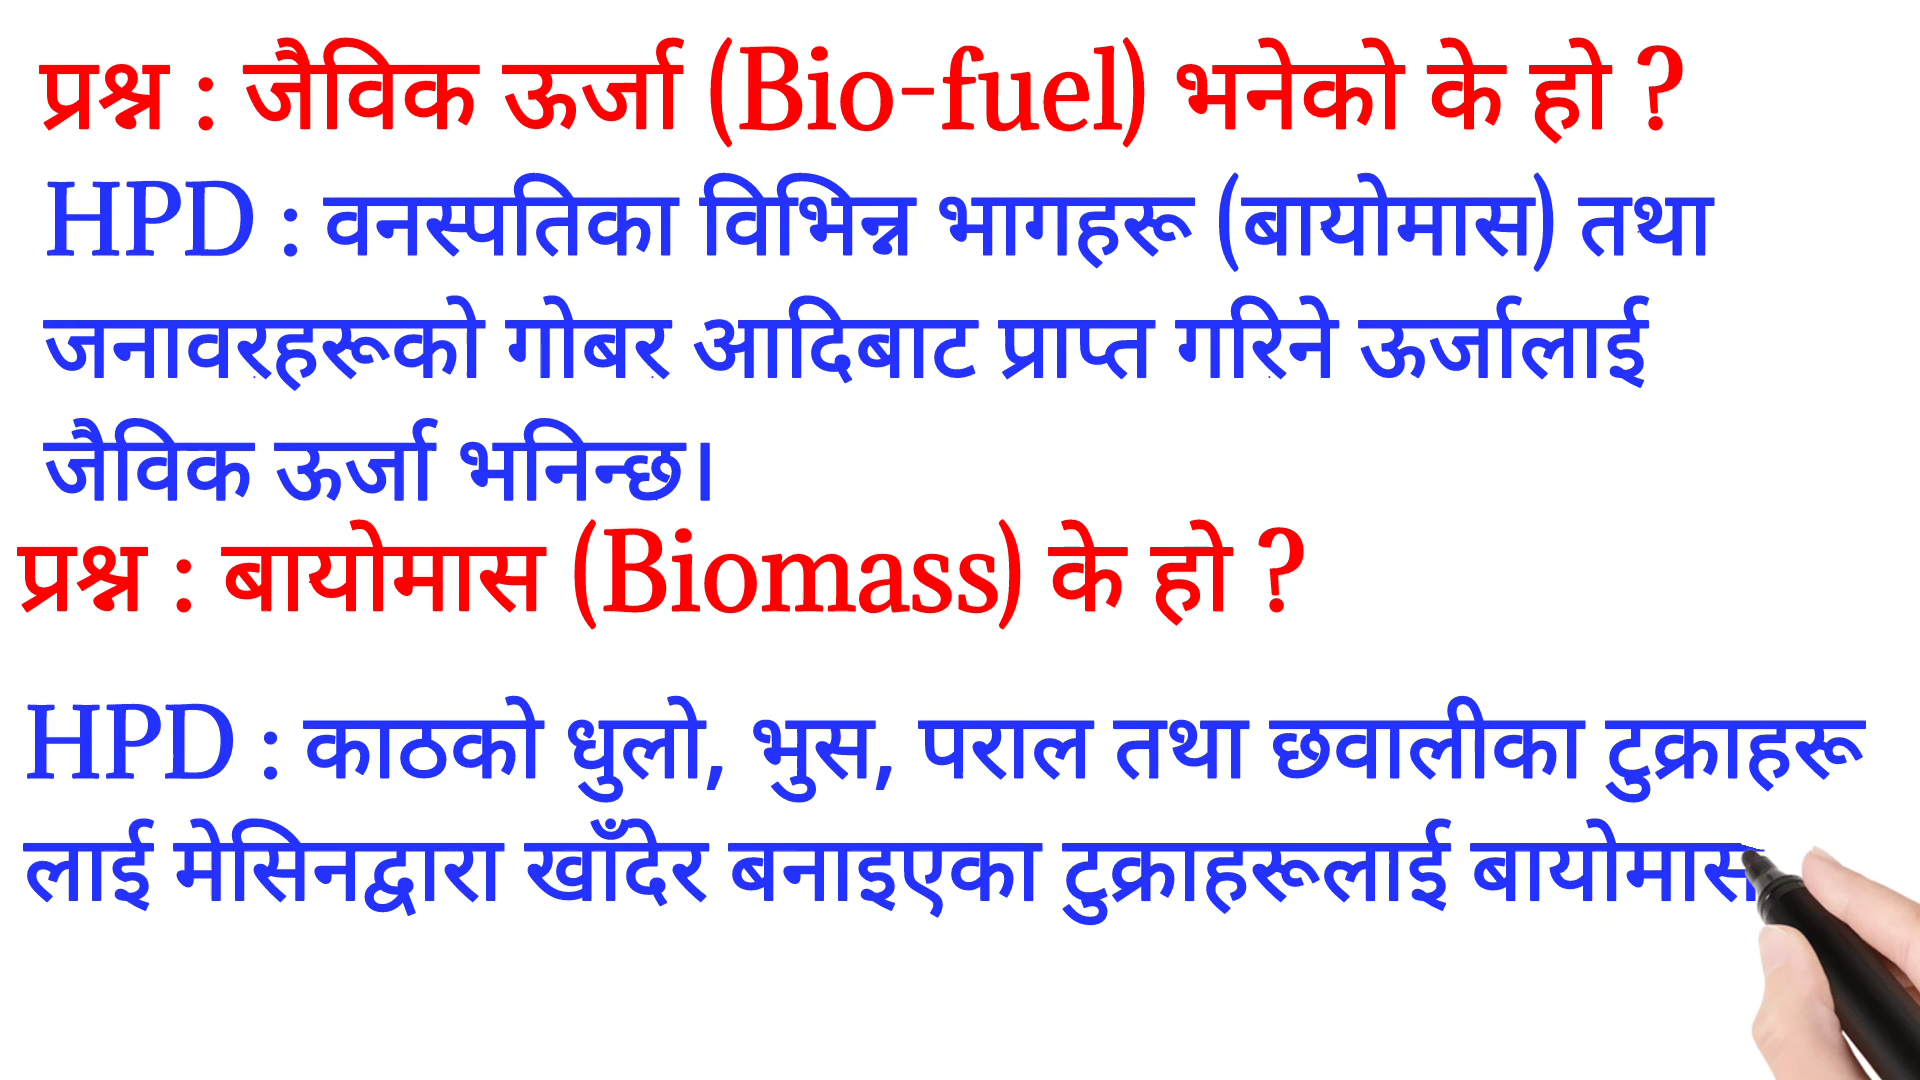 प्रश्न : जैविक ऊर्जा (Bio-fuel) भनेको के हो ?
HPD : वनस्पतिका विभिन्न भागहरू (बायोमास) तथा
जनावरहरूको गोबर आदिबाट प्राप्त गरिने ऊर्जालाई
जैविक ऊर्जा भनिन्छ।
प्रश्न : बायोमास (Biomass) के हो ?
HPD : काठको धुलो, भुस, पराल तथा छवालीका टुक्राहरू
लाई मेसिनद्वारा खाँदेर बनाइएका टुक्राहरूलाई बायोमास